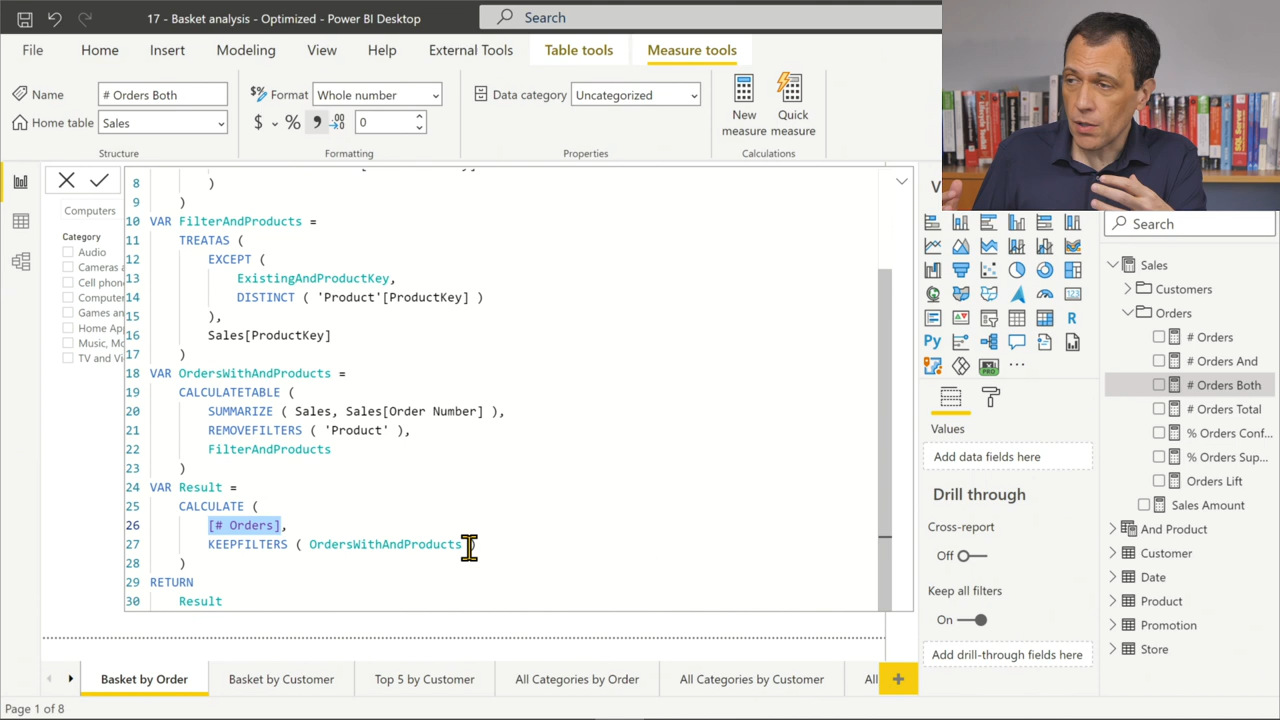 17 - Basket analysis - Optimized - Power BI Desktop
Search
File
Home
Insert
Modeling
View
Help
External Tools
Table tools
Measure tools
Name
# Orders Both
Home table
Sales
Structure
$% Format
Whole number
$
%
0
Formatting
Data category
Uncategorized
Properties
New
measure
Quick
measure
Calculations
Computers
Category
Audio
Cameras a
Cell phon
Computer
Games an
Home Ap
Music, Mo
TV and Vi
8 )
9 )
10 VAR FilterAndProducts =
11 TREATAS (
12 EXCEPT (
13 ExistingAndProductKey,
14 DISTINCT ( 'Product'[ProductKey] )
15 ),
16 Sales[ProductKey]
17 )
18 VAR OrdersWithAndProducts =
19 CALCULATETABLE (
20 SUMMARIZE ( Sales, Sales[Order Number] ),
21 REMOVEFILTERS ( 'Product' ),
22 FilterAndProducts
23 )
24 VAR Result =
25 CALCULATE (
26 [# Orders],
27 KEEPFILTERS ( OrdersWithAndProducts )
28 )
29 RETURN
30 Result
V
R
Py
PRO
...
Values
Add data fields here
Drill through
Cross-report
Off
Keep all filters
On
Add drill-through fields here
Search
Sales
Customers
Orders
# Orders
# Orders And
# Orders Both
# Orders Total
% Orders Conf...
% Orders Sup...
Orders Lift
Sales Amount
And Product
Customer
Date
Product
Promotion
Store
Basket by Order
Basket by Customer
Top 5 by Customer
All Categories by Order
All Categories by Customer
All
+
Page 1 of 8